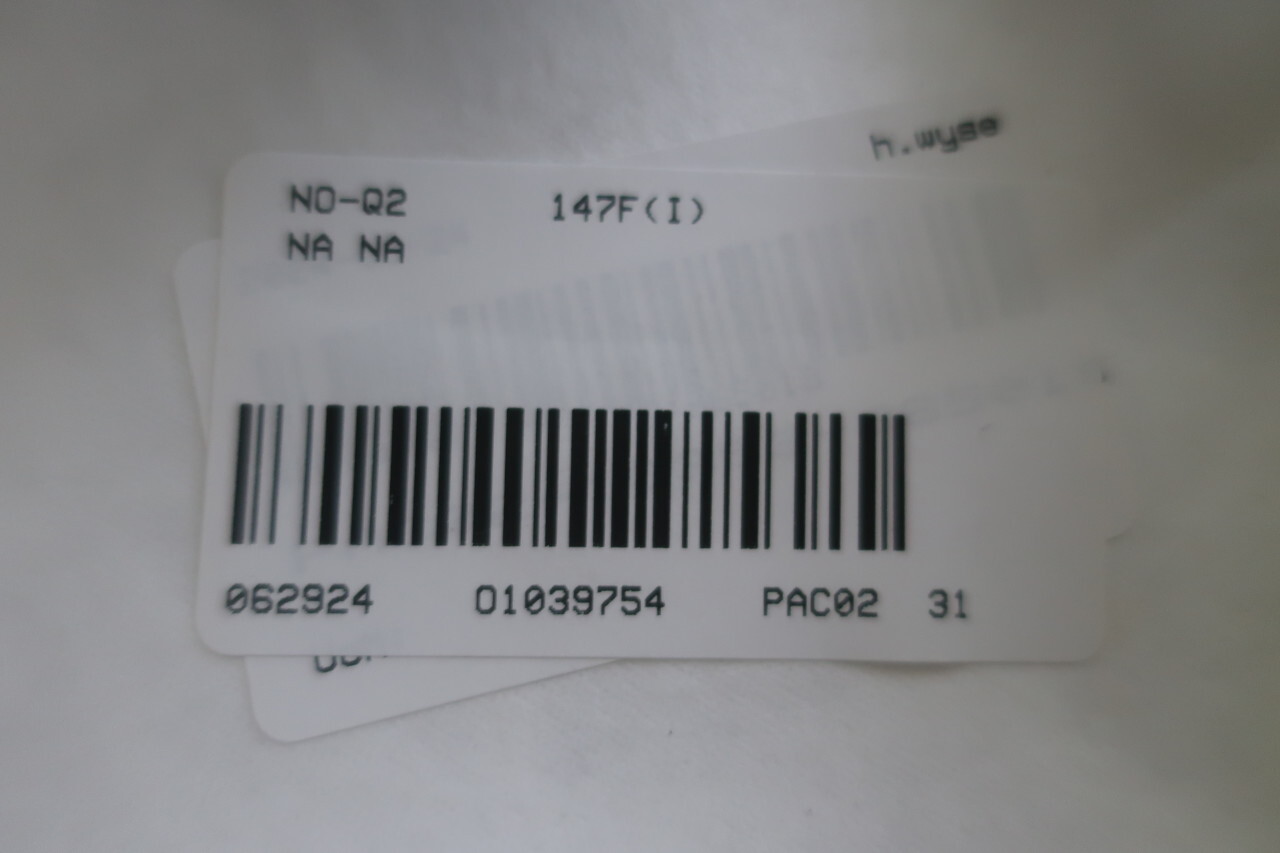 h.wyse
NO-Q2 147F(I)
NA NA
062924 01039754 PAC02 31